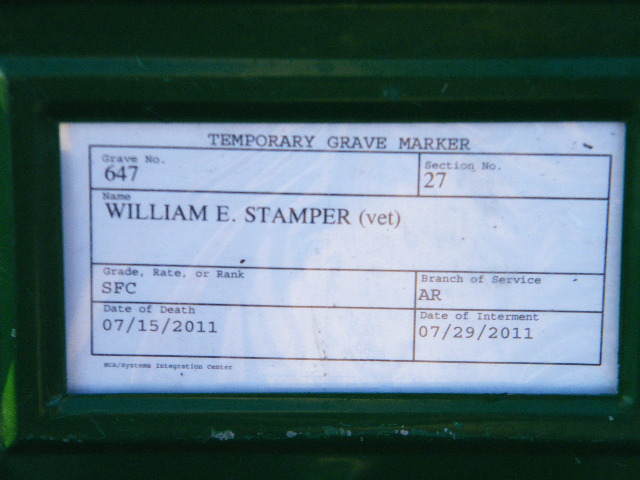 TEMPORARY GRAVE MARKER
Grave No.
647
Section No.
27
Name
WILLIAM E. STAMPER (vet)
Grade, Rate, or Rank
SFC
Branch of Service
AR
Date of Death
07/15/2011
Date of Interment
07/29/2011
NCA/Systems Integration Center